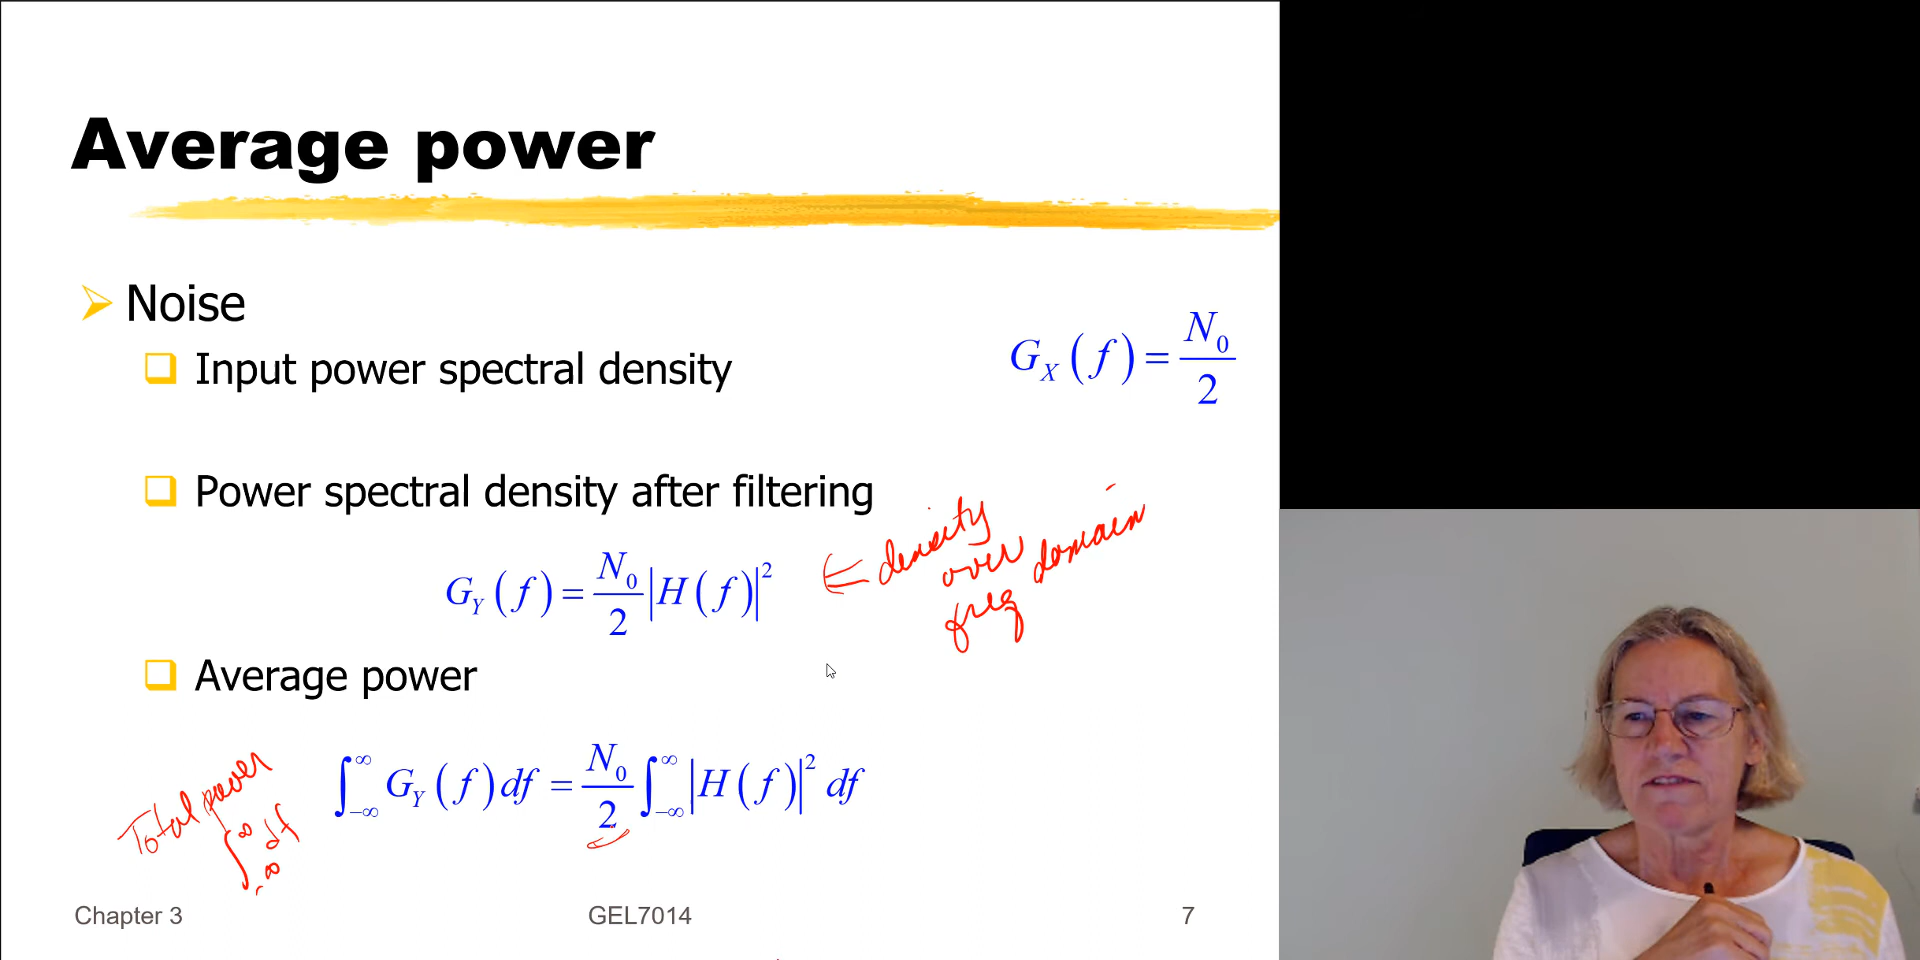 Average power
Noise
Input power spectral density
G_X(f) = N_0/2
Power spectral density after filtering
G_Y(f) = N_0/2 |H(f)|^2
density
over domain
freq
Average power
∫_{-∞}^{∞} G_Y(f) df = N_0/2 ∫_{-∞}^{∞} |H(f)|^2 df
Total power
∫_{-∞}^{∞} df
Chapter 3
GEL7014
7